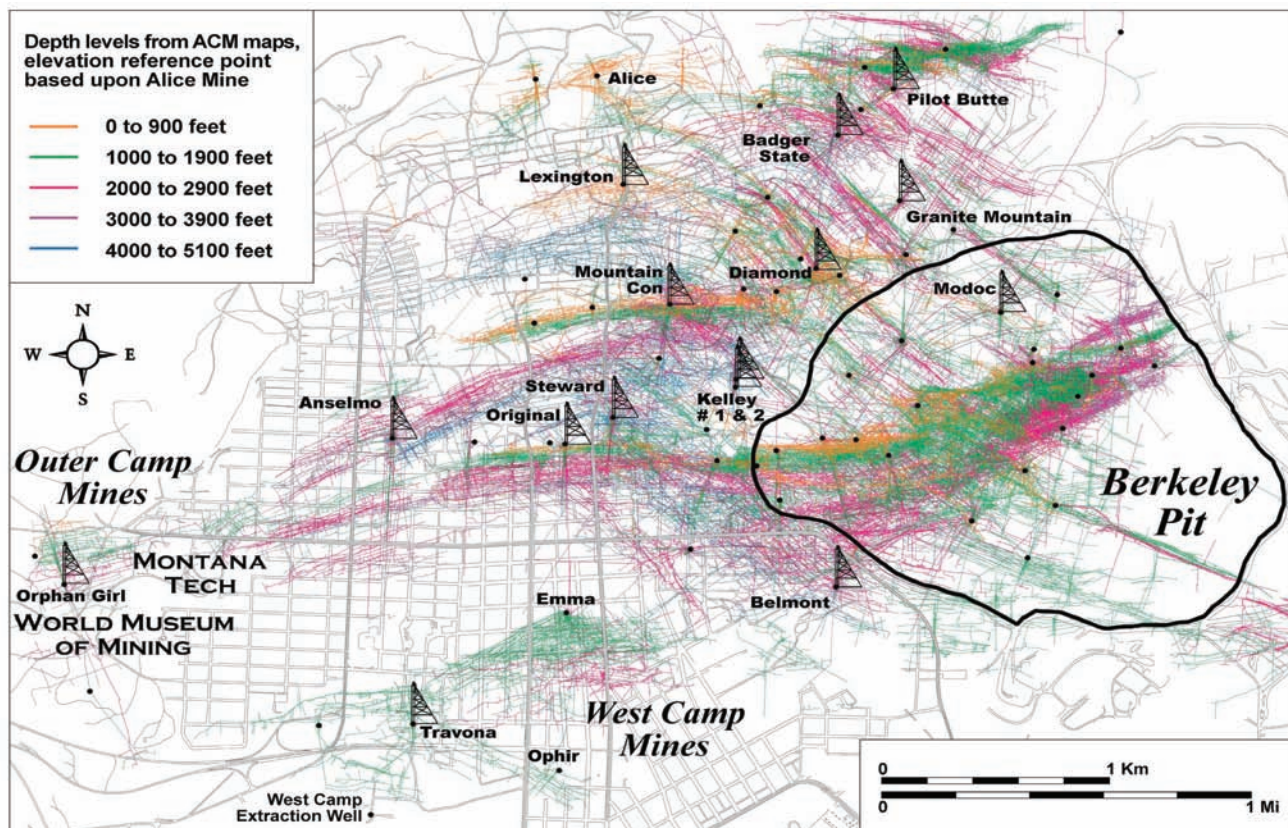 Depth levels from ACM maps,
elevation reference point
based upon Alice Mine
0 to 900 feet
1000 to 1900 feet
2000 to 2900 feet
3000 to 3900 feet
4000 to 5100 feet
N
W
E
S
Alice
Pilot Butte
Badger
State
Lexington
Granite Mountain
Mountain
Con
Diamond
Modoc
Steward
Anselmo
Original
Kelley
# 1 & 2
Outer Camp
Mines
Berkeley
Pit
MONTANA
TECH
Orphan Girl
WORLD MUSEUM
OF MINING
Emma
Belmont
West Camp
Mines
Travona
Ophir
West Camp
Extraction Well
0
1 Km
0
1 Mi